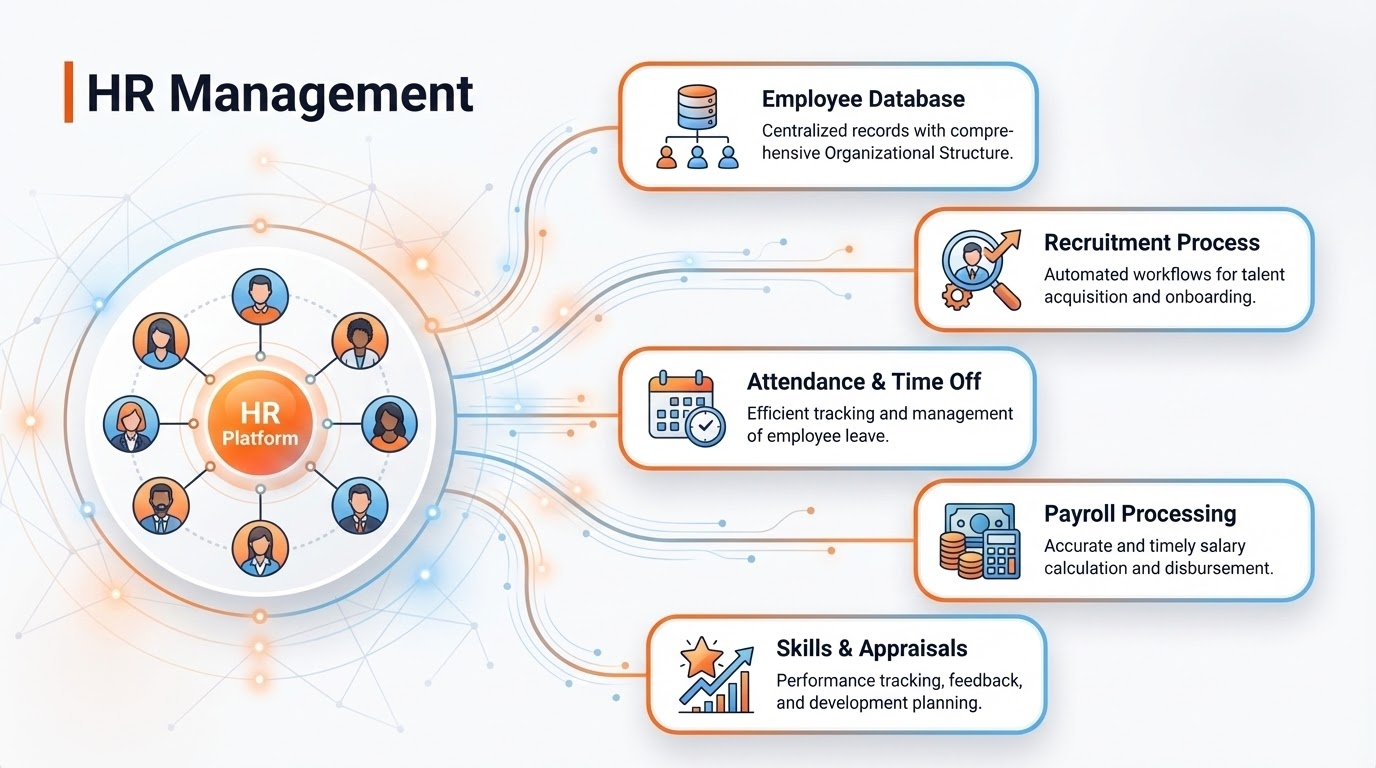 HR Management
HR
Platform
Employee Database
Centralized records with compre-
hensive Organizational Structure.
Recruitment Process
Automated workflows for talent
acquisition and onboarding.
Attendance & Time Off
Efficient tracking and management
of employee leave.
Payroll Processing
Accurate and timely salary
calculation and disbursement.
Skills & Appraisals
Performance tracking, feedback,
and development planning.